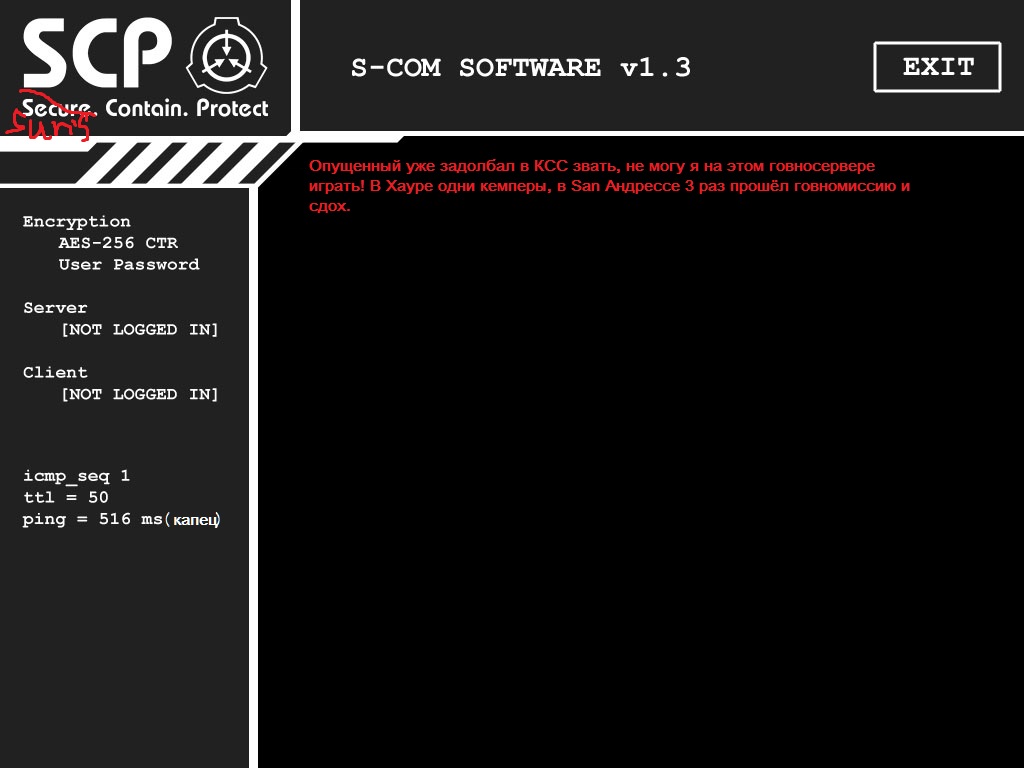 SCP
Secure. Contain. Protect
S-COM SOFTWARE v1.3
EXIT
Опущенный уже задолбал в КСС звать, не могу я на этом говносервере
играть! В Хауре одни кемперы, в San Андрессе 3 раз прошёл говномиссию и
сдох.
Encryption
AES-256 CTR
User Password
Server
[NOT LOGGED IN]
Client
[NOT LOGGED IN]
icmp_seq 1
ttl = 50
ping = 516 ms(капец)